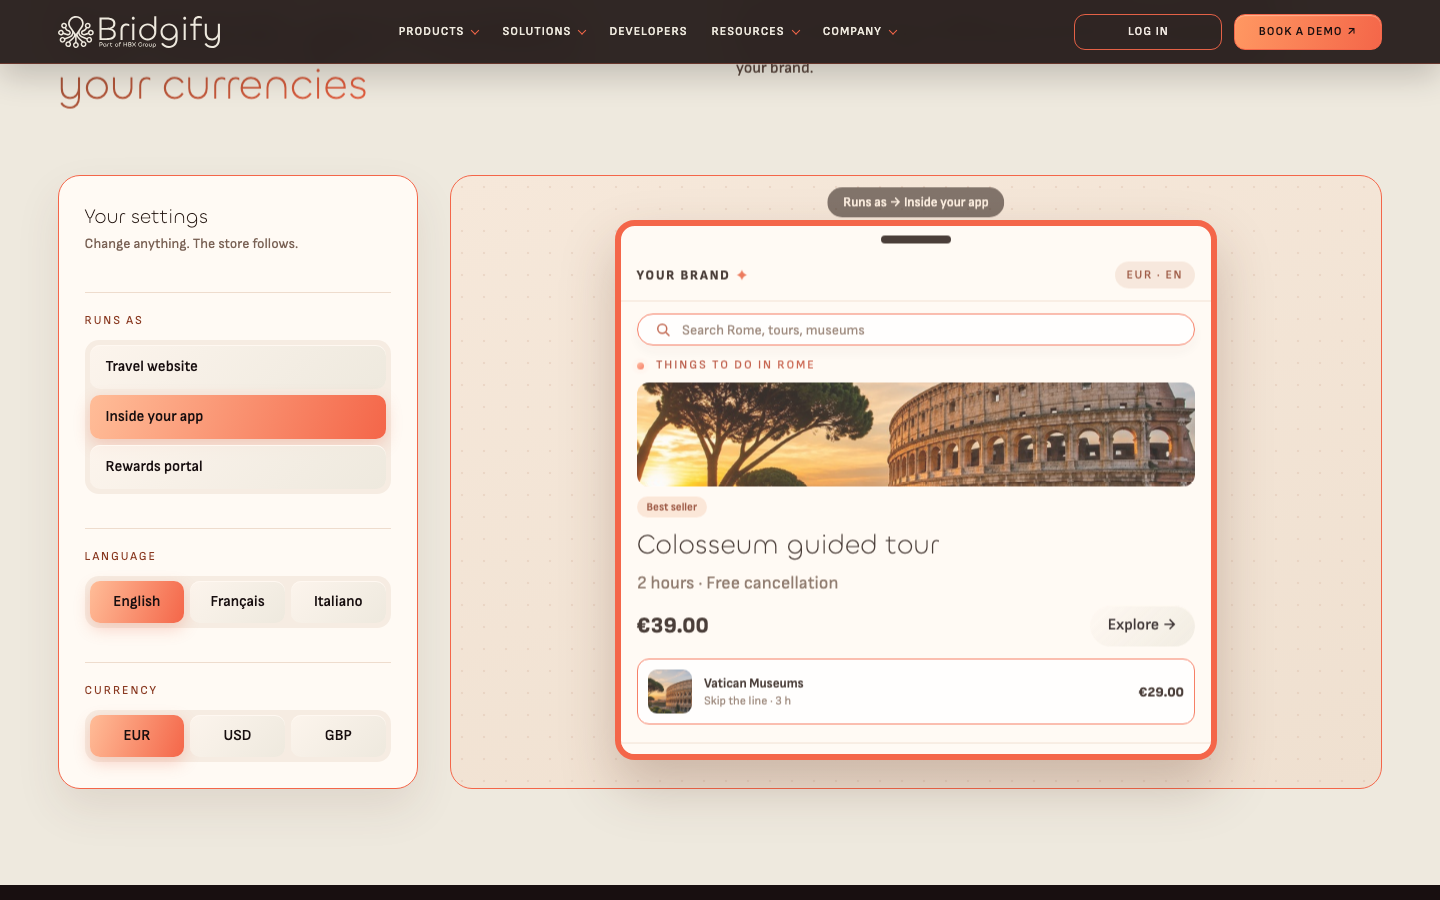 Bridgify
Part of HBX Group
PRODUCTS
SOLUTIONS
DEVELOPERS
RESOURCES
COMPANY
LOG IN
BOOK A DEMO ↗
your currencies
your brand.
Your settings
Change anything. The store follows.
RUNS AS
Travel website
Inside your app
Rewards portal
LANGUAGE
English
Français
Italiano
CURRENCY
EUR
USD
GBP
Runs as → Inside your app
YOUR BRAND ✦
EUR · EN
Search Rome, tours, museums
THINGS TO DO IN ROME
Best seller
Colosseum guided tour
2 hours · Free cancellation
€39.00
Explore →
Vatican Museums
Skip the line · 3 h
€29.00